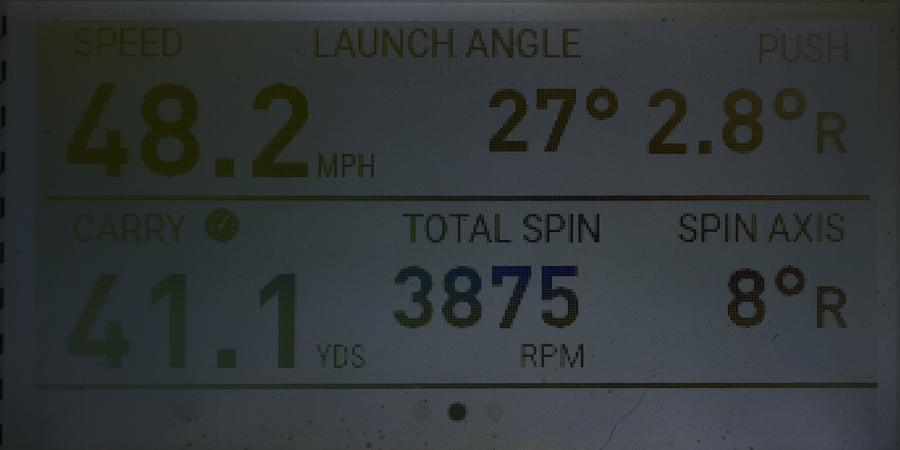 SPEED LAUNCH ANGLE PUSH
48.2 MPH 27° 2.8° R
CARRY TOTAL SPIN SPIN AXIS
41.1 YDS 3875 RPM 8° R